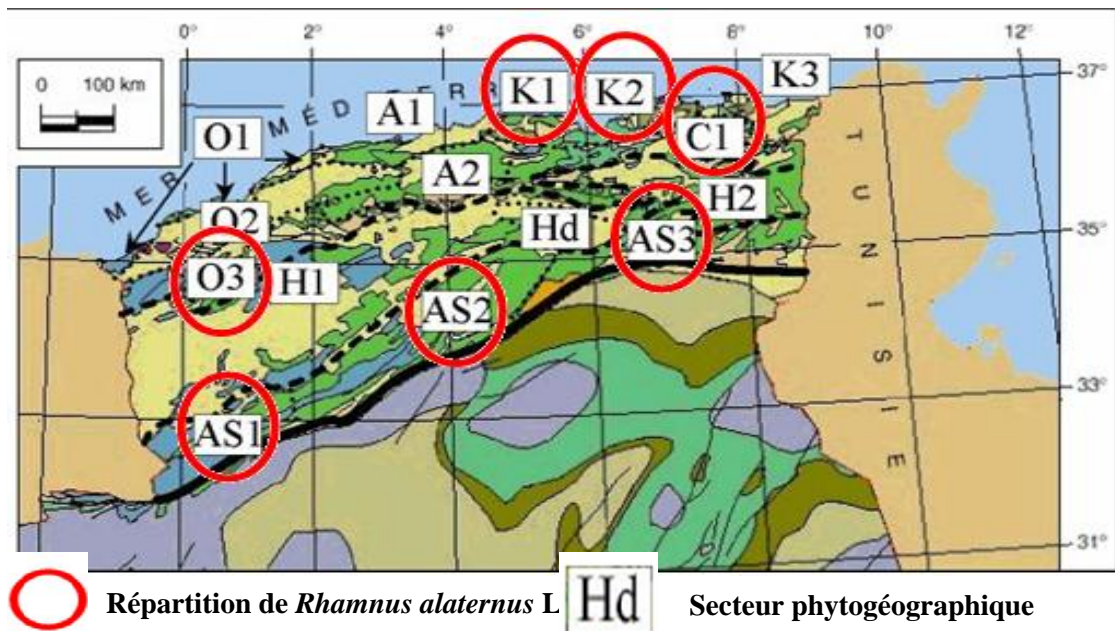 0° 2° 4° 6° 8° 10° 12°
0 100 km
37°
35°
33°
31°
MER MÉD ERR
TUNISIE
K1 K2 K3
A1
O1
C1
A2
H2
O2
Hd
AS3
O3 H1
AS2
AS1
Répartition de Rhamnus alaternus L
Hd
Secteur phytogéographique